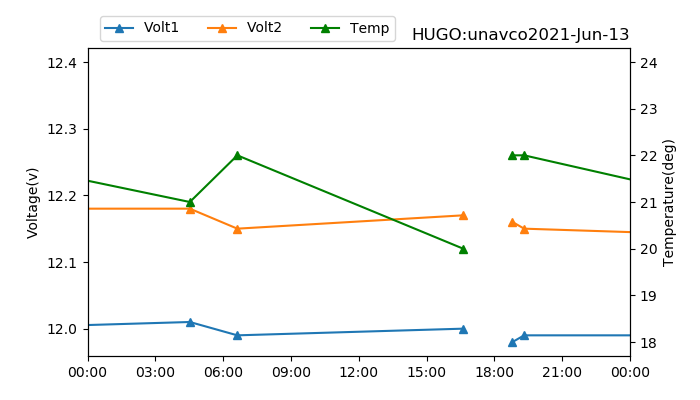 Volt1 Volt2 Temp
HUGO:unavco2021-Jun-13
12.4
12.3
12.2
12.1
12.0
Voltage(v)
24
23
22
21
20
19
18
Temperature(deg)
00:00 03:00 06:00 09:00 12:00 15:00 18:00 21:00 00:00